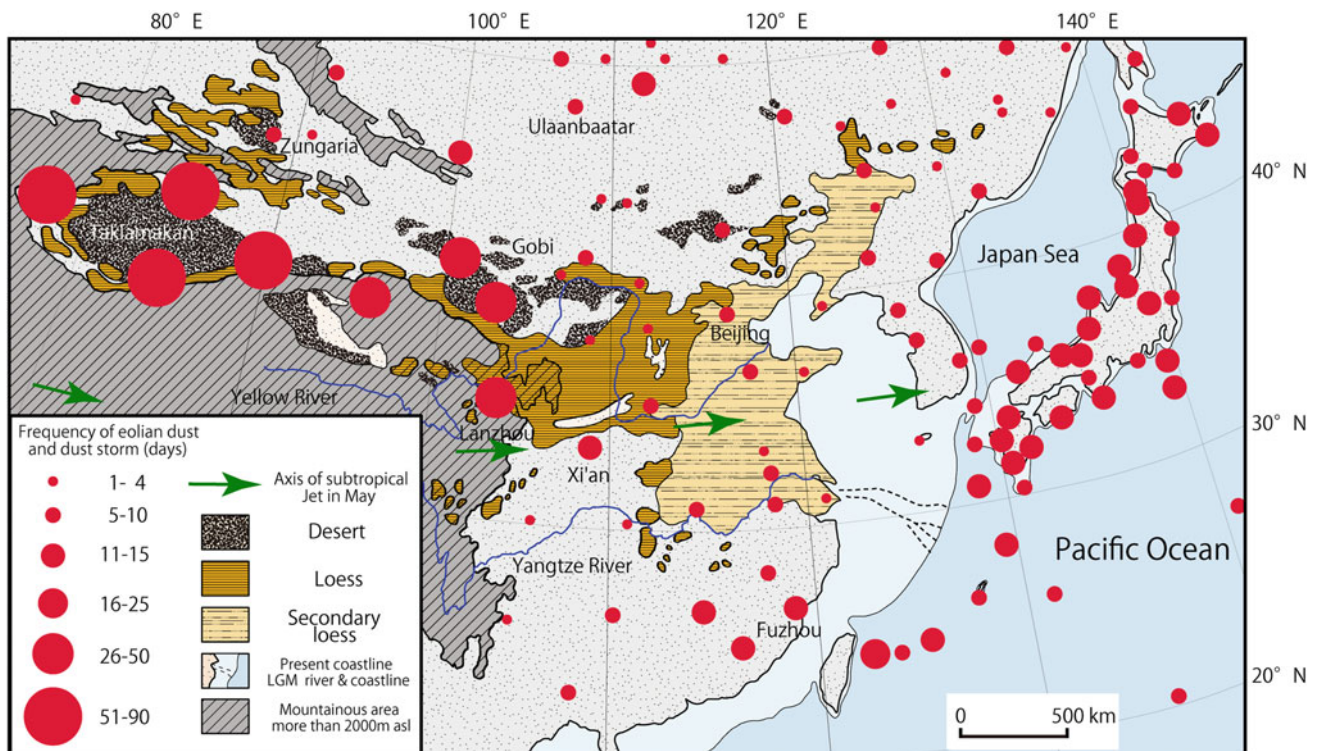 80° E
100° E
120° E
140° E
Ulaanbaatar
Zungaria
40° N
Taklamakan
Gobi
Japan Sea
Beijing
Yellow River
Lanzhou
30° N
Xi'an
Yangtze River
Pacific Ocean
Fuzhou
20° N
0 500 km
Frequency of eolian dust
and dust storm (days)
1- 4
5-10
11-15
16-25
26-50
51-90
Axis of subtropical
Jet in May
Desert
Loess
Secondary
loess
Present coastline
LGM river & coastline
Mountainous area
more than 2000m asl